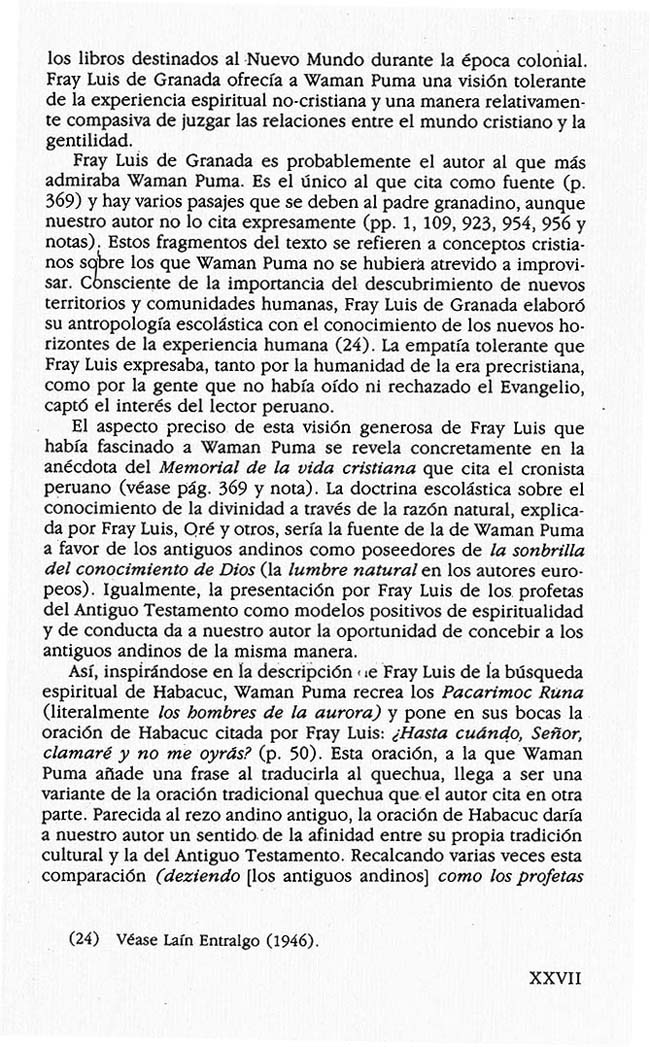 los libros destinados al Nuevo Mundo durante la época colonial.
Fray Luis de Granada ofrecía a Waman Puma una visión tolerante
de la experiencia espiritual no-cristiana y una manera relativamen-
te compasiva de juzgar las relaciones entre el mundo cristiano y la
gentilidad.
Fray Luis de Granada es probablemente el autor al que más
admiraba Waman Puma. Es el único al que cita como fuente (p.
369) y hay varios pasajes que se deben al padre granadino, aunque
nuestro autor no lo cita expresamente (pp. 1, 109, 923, 954, 956 y
notas). Estos fragmentos del texto se refieren a conceptos cristia-
nos sobre los que Waman Puma no se hubiera atrevido a improvi-
sar. Consciente de la importancia del descubrimiento de nuevos
territorios y comunidades humanas, Fray Luis de Granada elaboró
su antropología escolástica con el conocimiento de los nuevos ho-
rizontes de la experiencia humana (24). La empatía tolerante que
Fray Luis expresaba, tanto por la humanidad de la era precristiana,
como por la gente que no había oído ni rechazado el Evangelio,
captó el interés del lector peruano.
El aspecto preciso de esta visión generosa de Fray Luis que
había fascinado a Waman Puma se revela concretamente en la
anécdota del Memorial de la vida cristiana que cita el cronista
peruano (véase pág. 369 y nota). La doctrina escolástica sobre el
conocimiento de la divinidad a través de la razón natural, explica-
da por Fray Luis, Oré y otros, sería la fuente de la de Waman Puma
a favor de los antiguos andinos como poseedores de la sonbrilla
del conocimiento de Dios (la lumbre natural en los autores euro-
peos). Igualmente, la presentación por Fray Luis de los profetas
del Antiguo Testamento como modelos positivos de espiritualidad
y de conducta da a nuestro autor la oportunidad de concebir a los
antiguos andinos de la misma manera.
Así, inspirándose en la descripción de Fray Luis de la búsqueda
espiritual de Habacuc, Waman Puma recrea los Pacarimoc Runa
(literalmente los hombres de la aurora) y pone en sus bocas la
oración de Habacuc citada por Fray Luis: ¿Hasta cuándo, Señor,
clamaré y no me oyrás? (p. 50). Esta oración, a la que Waman
Puma añade una frase al traducirla al quechua, llega a ser una
variante de la oración tradicional quechua que el autor cita en otra
parte. Parecida al rezo andino antiguo, la oración de Habacuc daría
a nuestro autor un sentido de la afinidad entre su propia tradición
cultural y la del Antiguo Testamento. Recalcando varias veces esta
comparación (deziendo [los antiguos andinos] como los profetas
(24) Véase Laín Entralgo (1946).
XXVII